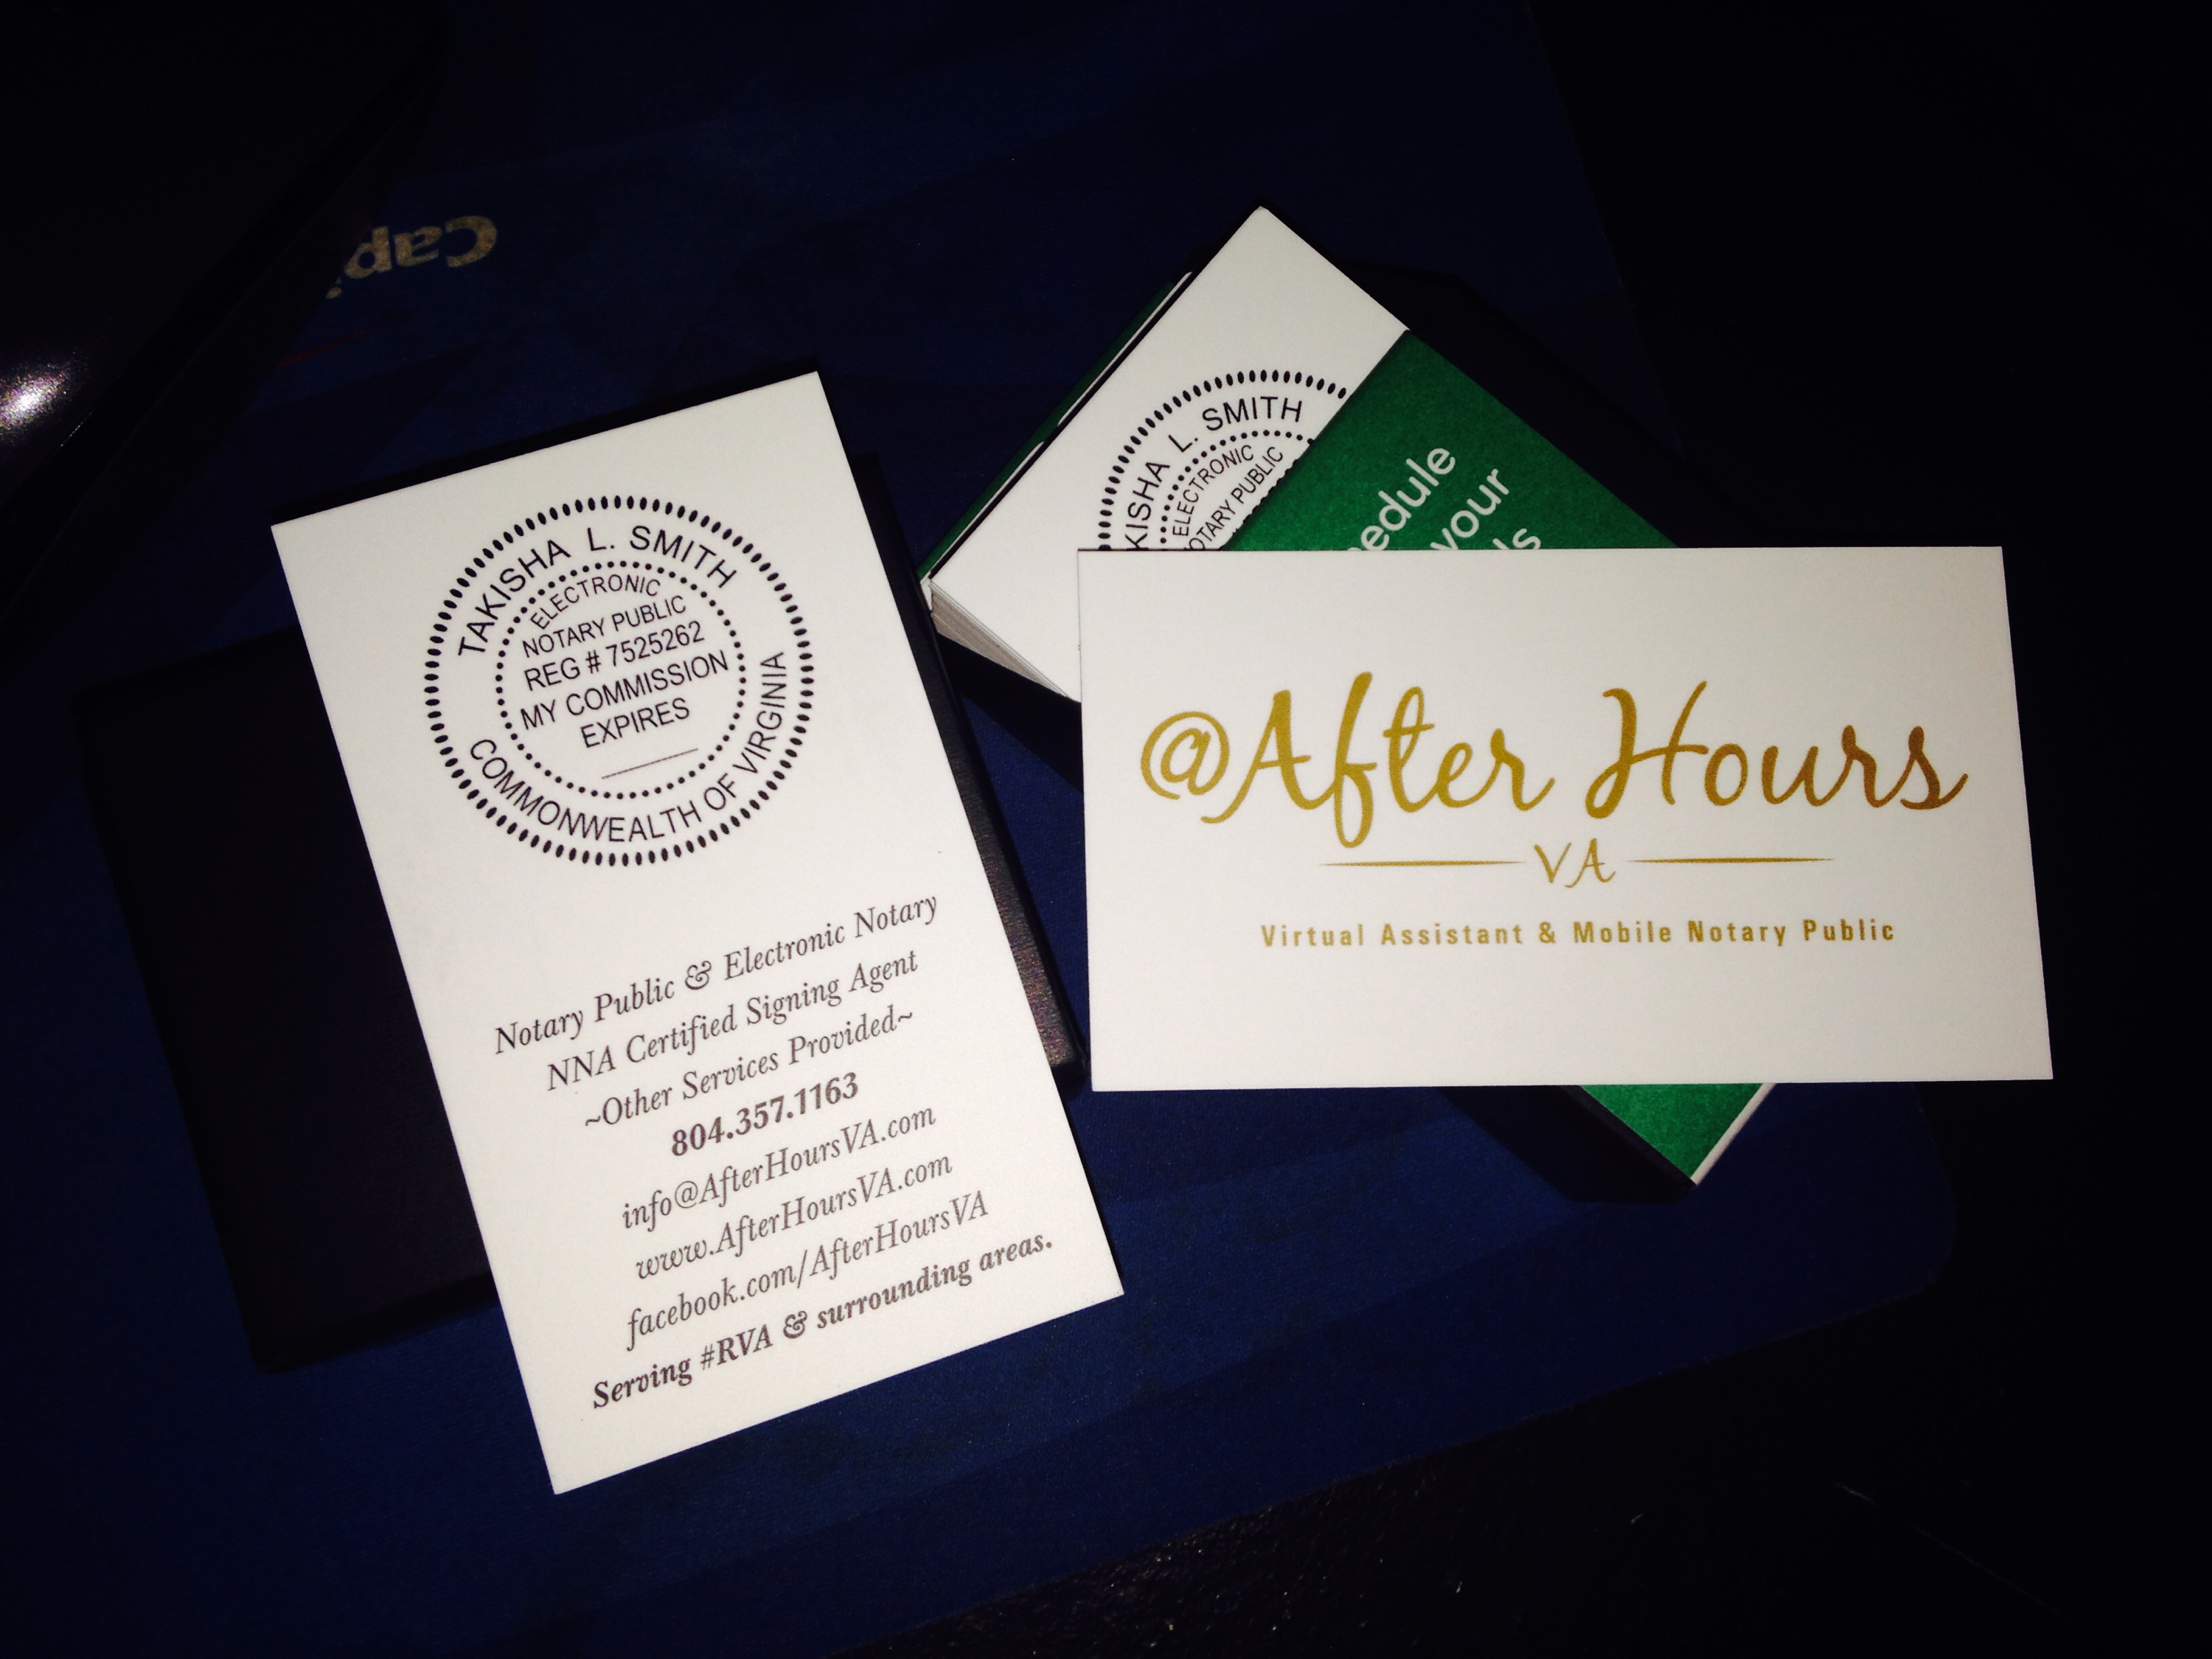 TAKISHA L. SMITH
ELECTRONIC
NOTARY PUBLIC
REG # 7525262
MY COMMISSION
EXPIRES
COMMONWEALTH OF VIRGINIA
Notary Public & Electronic Notary
NNA Certified Signing Agent
~Other Services Provided~
804.357.1163
info@AfterHoursVA.com
www.AfterHoursVA.com
facebook.com/AfterHoursVA
Serving #RVA & surrounding areas.
L. SMITH
ELECTRONIC
PUBLIC
your
@After Hours
VA
Virtual Assistant & Mobile Notary Public